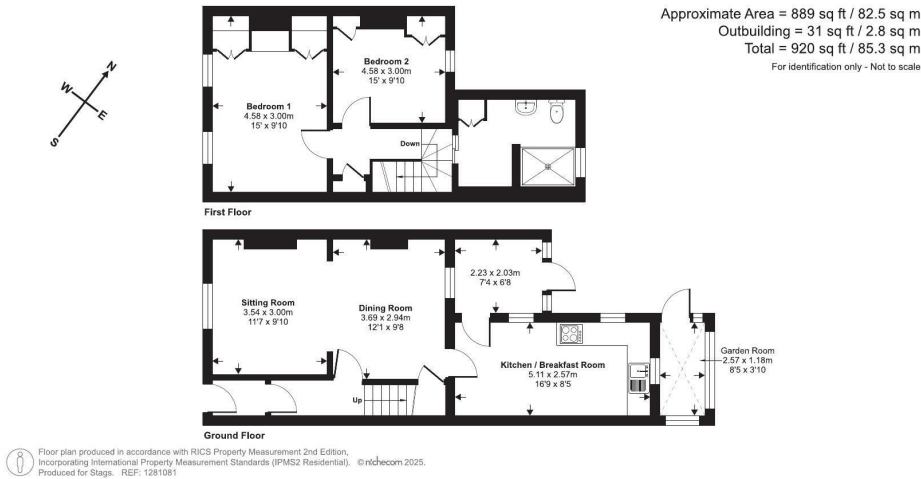 Approximate Area = 889 sq ft / 82.5 sq m
Outbuilding = 31 sq ft / 2.8 sq m
Total = 920 sq ft / 85.3 sq m
For identification only - Not to scale
N
W
E
S
Bedroom 2
4.58 x 3.00m
15' x 9'10
Bedroom 1
4.58 x 3.00m
15' x 9'10
Down
First Floor
2.23 x 2.03m
7'4 x 6'8
Sitting Room
3.54 x 3.00m
11'7 x 9'10
Dining Room
3.69 x 2.94m
12'1 x 9'8
Kitchen / Breakfast Room
5.11 x 2.57m
16'9 x 8'5
Garden Room
2.57 x 1.18m
8'5 x 3'10
Up
Ground Floor
Floor plan produced in accordance with RICS Property Measurement 2nd Edition,
Incorporating International Property Measurement Standards (IPMS2 Residential). © nichecom 2025.
Produced for Stags. REF: 1281081